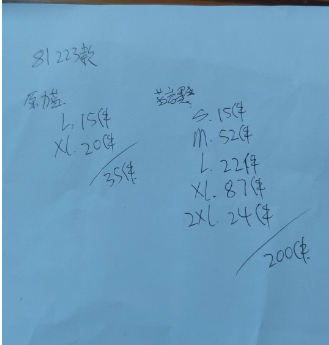 81223款
L. 15件
XL. 20件
35件
S. 15件
M. 52件
L. 22件
XL. 87件
2XL. 24件
200件